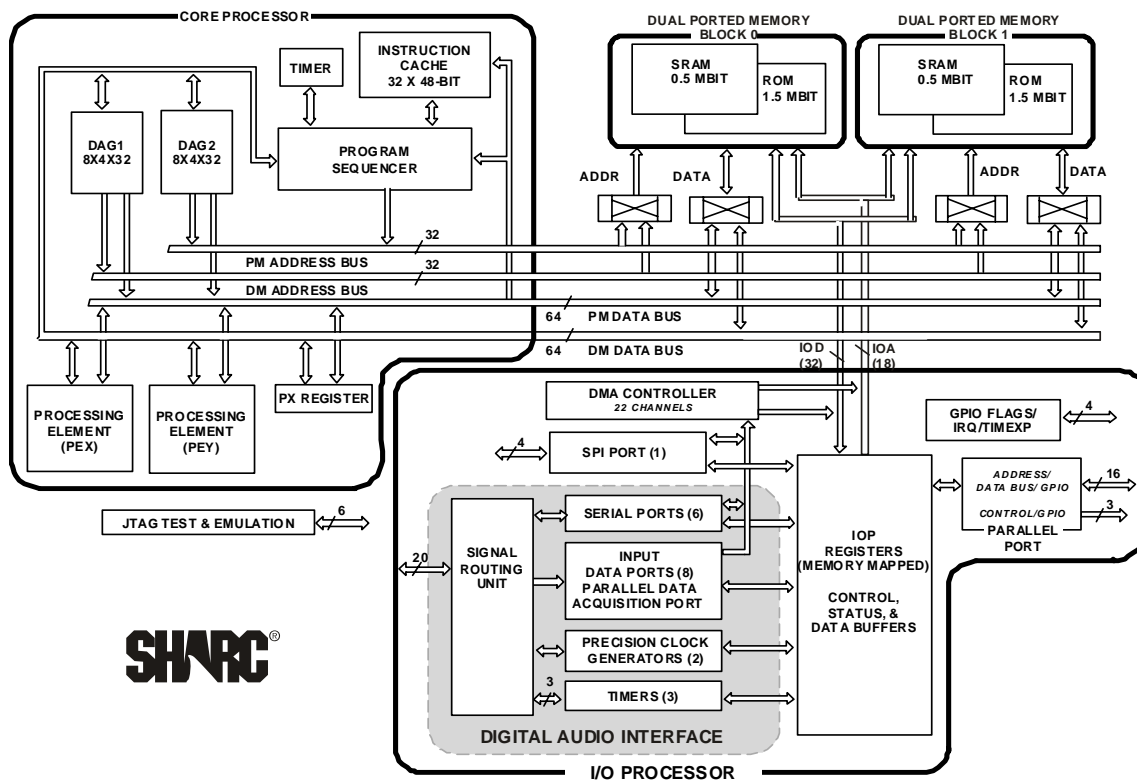 CORE PROCESSOR
TIMER
INSTRUCTION
CACHE
32 X 48-BIT
DAG1
8X4X32
DAG2
8X4X32
PROGRAM
SEQUENCER
DUAL PORTED MEMORY
BLOCK 0
SRAM
0.5 MBIT
ROM
1.5 MBIT
DUAL PORTED MEMORY
BLOCK 1
SRAM
0.5 MBIT
ROM
1.5 MBIT
ADDR
DATA
ADDR
DATA
32
PM ADDRESS BUS
32
DM ADDRESS BUS
64
PM DATA BUS
64
DM DATA BUS
IOD
(32)
IOA
(18)
PROCESSING
ELEMENT
(PEX)
PROCESSING
ELEMENT
(PEY)
PX REGISTER
JTAG TEST & EMULATION
6
SHARC®
DMA CONTROLLER
22 CHANNELS
4
SPI PORT (1)
GPIO FLAGS/
IRQ/TIMEXP
4
ADDRESS/
DATA BUS/ GPIO
CONTROL/GPIO
PARALLEL
PORT
16
3
20
SIGNAL
ROUTING
UNIT
SERIAL PORTS (6)
INPUT
DATA PORTS (8)
PARALLEL DATA
ACQUISITION PORT
PRECISION CLOCK
GENERATORS (2)
3
TIMERS (3)
IOP
REGISTERS
(MEMORY MAPPED)
CONTROL,
STATUS, &
DATA BUFFERS
DIGITAL AUDIO INTERFACE
I/O PROCESSOR